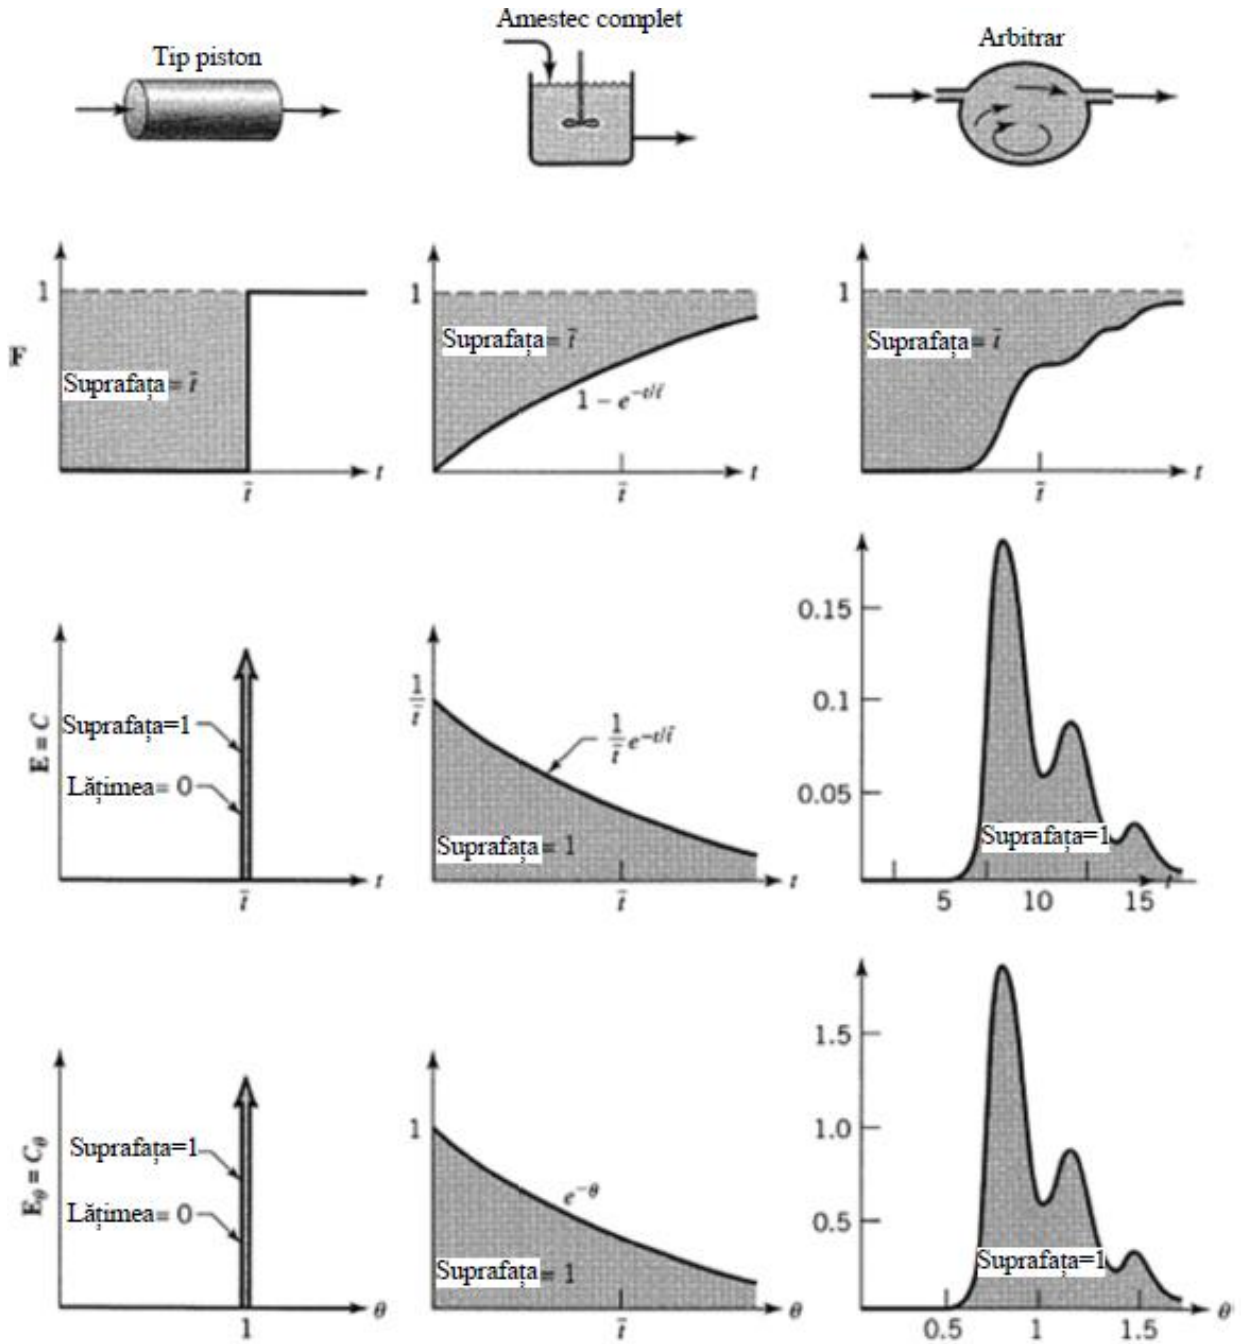 Tip piston
Amestec complet
Arbitrar
F
1
Suprafața = t̄
t̄
t
1
Suprafața = t̄
1 − e^{−t/t̄}
t̄
t
1
Suprafața = t̄
t̄
t
E = C
Suprafața=1
Lățimea = 0
t̄
t
1/t̄
1/t̄ e^{−t/t̄}
Suprafața = 1
t̄
t
0.15
0.1
0.05
Suprafața=1
5 10 15
t
E_θ = C_θ
Suprafața=1
Lățimea = 0
1
θ
1
e^{−θ}
Suprafața = 1
t̄
θ
1.5
1.0
0.5
Suprafața=1
0.5 1 1.5
θ